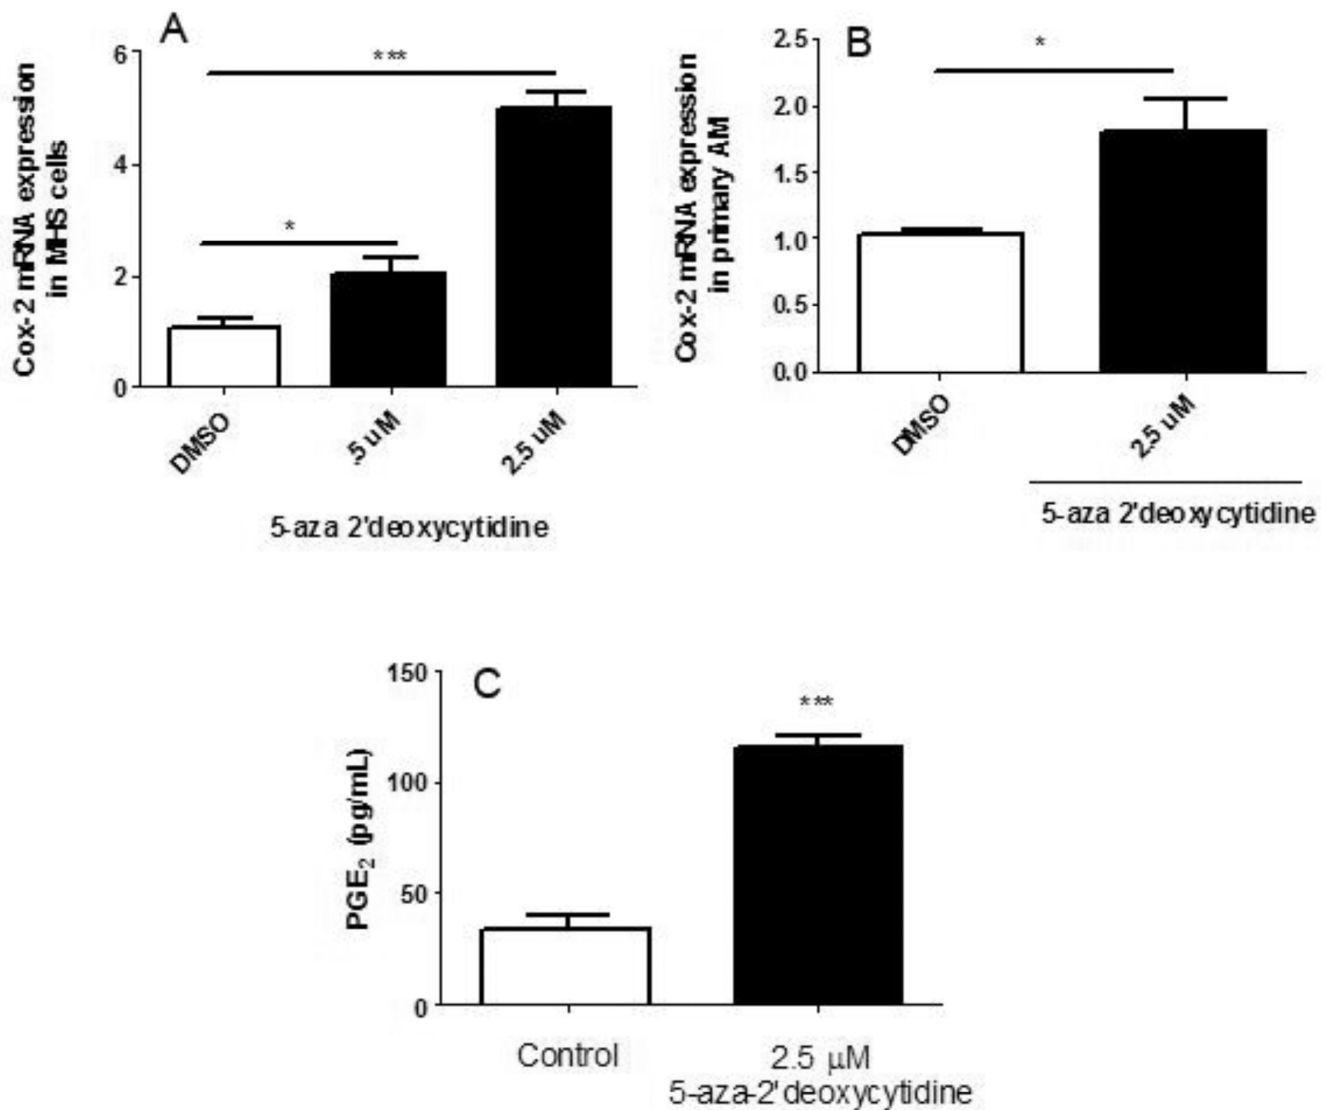 A
Cox-2 mRNA expression
in MHS cells
6
4
2
0
***
*
DMSO
.5 uM
2.5 uM
5-aza 2'deoxycytidine
B
Cox-2 mRNA expression
in primary AM
2.5
2.0
1.5
1.0
0.5
0.0
*
DMSO
2.5 uM
5-aza 2'deoxycytidine
C
PGE₂ (pg/mL)
150
100
50
0
***
Control
2.5 μM
5-aza-2'deoxycytidine